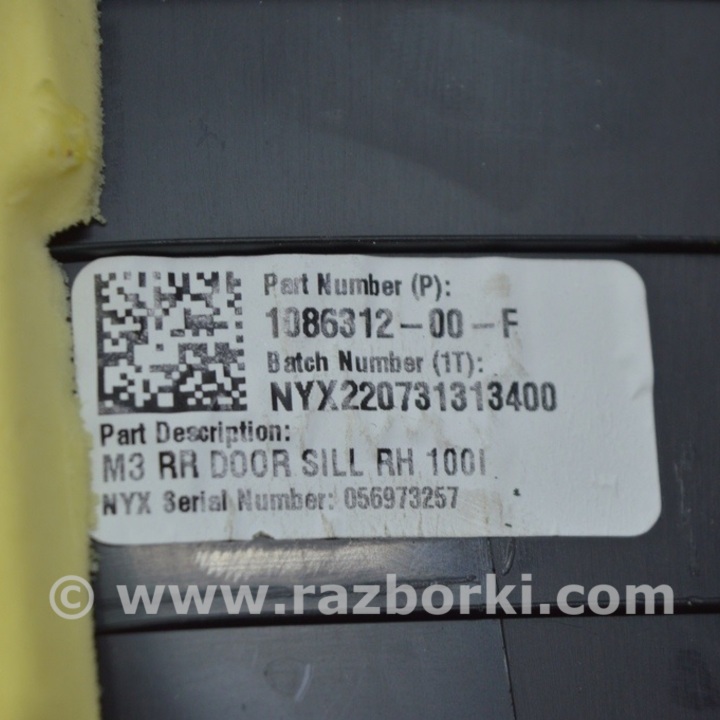 Part Number (P):
1086312-00-F
Batch Number (1T):
NYX220731313400
Part Description:
M3 RR DOOR SILL RH 100I
NYX Serial Number: 056973257
© www.razborki.com